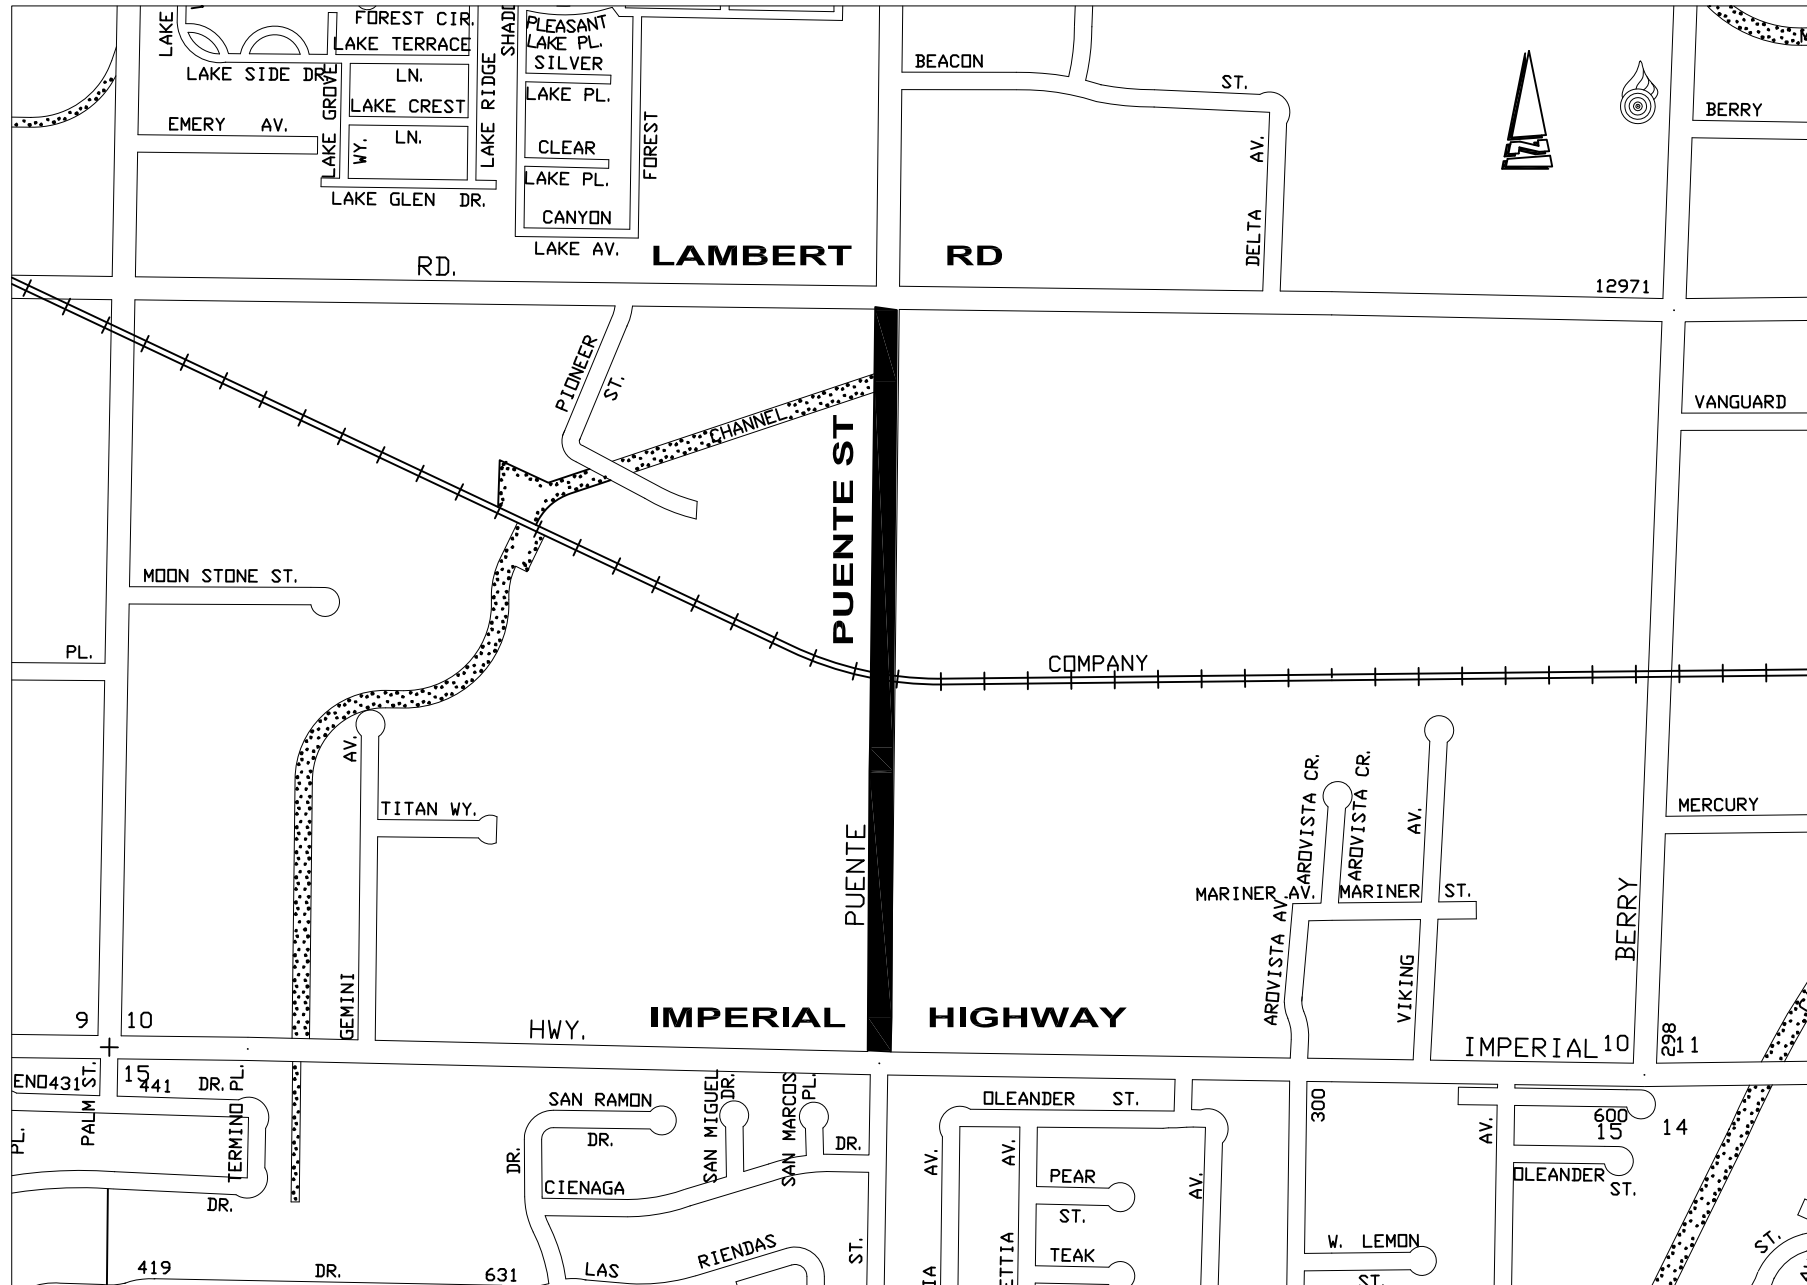 LAKE
FOREST CIR.
LAKE TERRACE
LN.
LAKE SIDE DR.
LAKE GROVE
WY.
LAKE CREST
LN.
LAKE RIDGE
LAKE GLEN DR.
EMERY AV.
PLEASANT
LAKE PL.
SILVER
LAKE PL.
CLEAR
LAKE PL.
CANYON
LAKE AV.
FOREST
BEACON ST.
DELTA AV.
N
BERRY
RD.
LAMBERT RD
12971
PIONEER ST.
CHANNEL
PUENTE ST
VANGUARD
MOON STONE ST.
PL.
COMPANY
GEMINI AV.
TITAN WY.
PUENTE
AROVISTA CR.
AROVISTA CR.
MARINER AV.
MARINER ST.
AROVISTA AV.
VIKING AV.
BERRY
MERCURY
9 10
HWY.
IMPERIAL HIGHWAY
IMPERIAL
10 11
298
431
15
441 DR.
PALM ST.
TERMINO PL.
PL.
DR.
SAN RAMON
DR.
DR.
SAN MIGUEL DR.
SAN MARCOS PL.
DR.
CIENAGA
OLEANDER ST.
AV.
AV.
AV.
PEAR
ST.
TEAK
300
AV.
600
15 14
OLEANDER
ST.
W. LEMON
ST.
ST.
419 DR. 631
LAS
RIENDAS
ST.